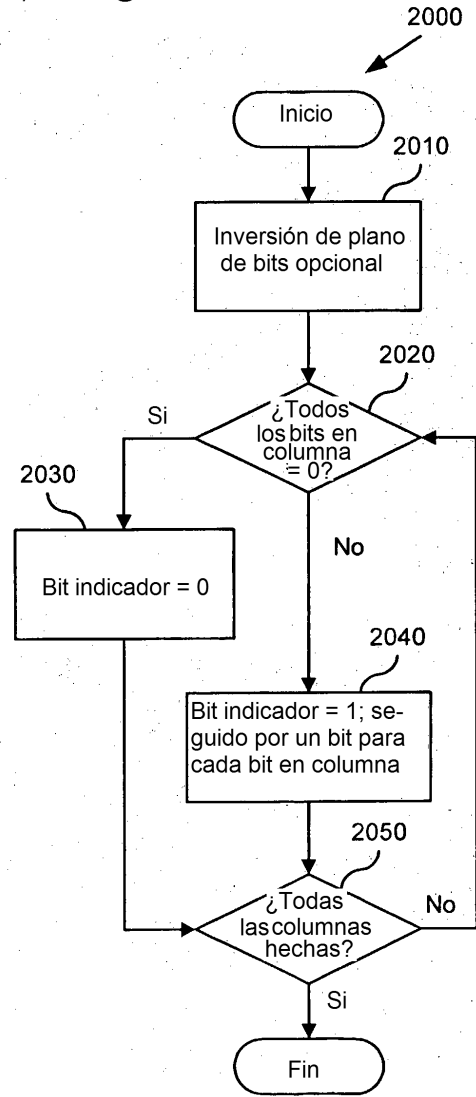 2000
Inicio
2010
Inversión de plano
de bits opcional
2020
¿Todos
los bits en
columna
= 0?
Si
No
2030
Bit indicador = 0
2040
Bit indicador = 1; se-
guido por un bit para
cada bit en columna
2050
¿Todas
las columnas
hechas?
No
Si
Fin